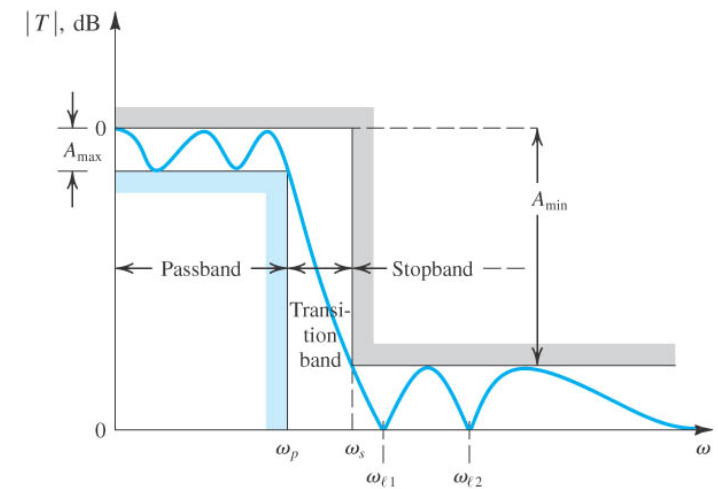 |T|, dB
0
A_max
A_min
Passband
Stopband
Transi-
tion
band
0
ω_p
ω_s
ω
ω_ℓ1
ω_ℓ2